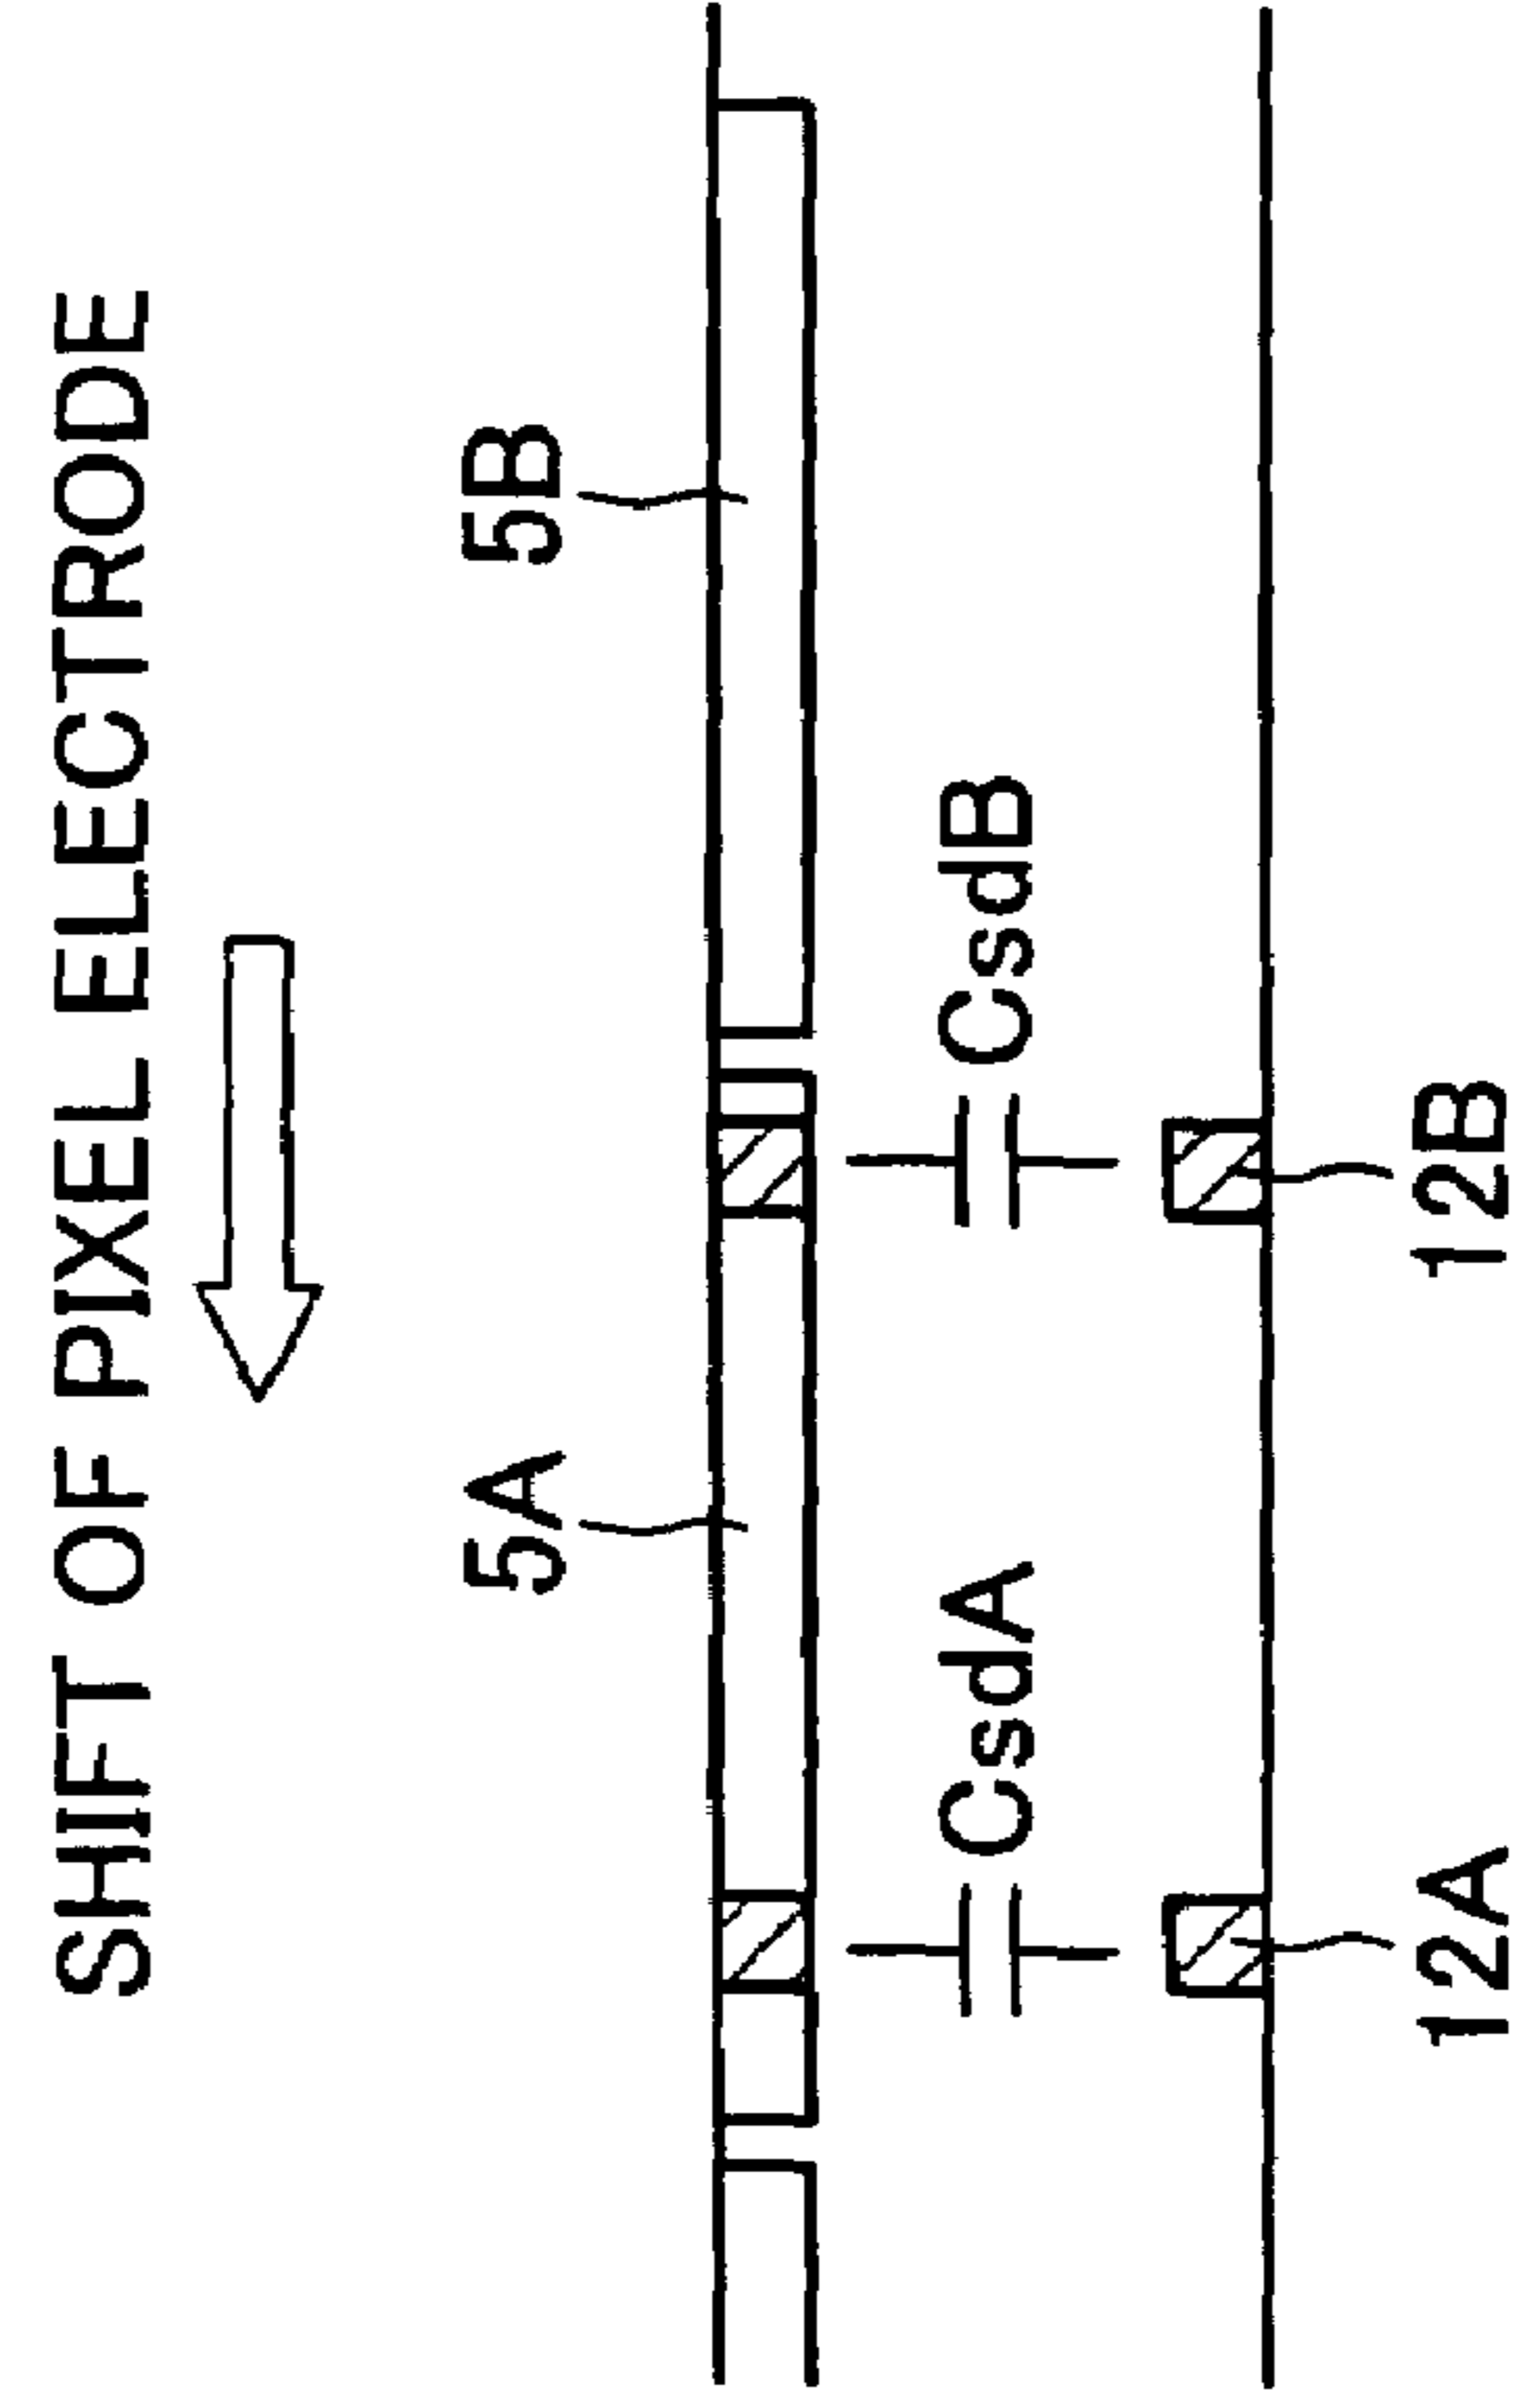 SHIFT OF PIXEL ELECTRODE
5A
5B
CsdA
CsdB
12A
12B